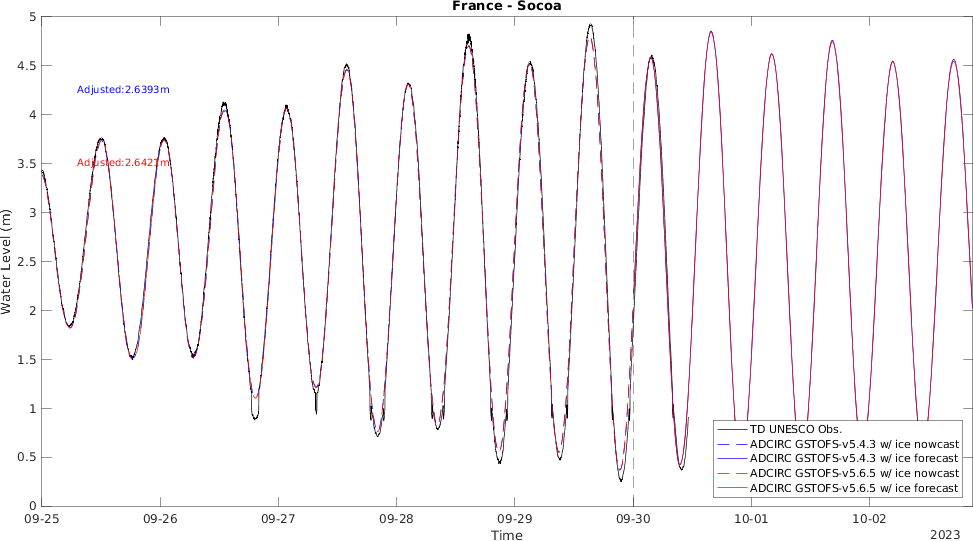 France - Socoa
5
4.5
4
3.5
3
2.5
2
1.5
1
0.5
0
Water Level (m)
Adjusted:2.6393m
Adjusted:2.6421m
TD UNESCO Obs.
ADCIRC GSTOFS-v5.4.3 w/ ice nowcast
ADCIRC GSTOFS-v5.4.3 w/ ice forecast
ADCIRC GSTOFS-v5.6.5 w/ ice nowcast
ADCIRC GSTOFS-v5.6.5 w/ ice forecast
09-25 09-26 09-27 09-28 09-29 09-30 10-01 10-02
Time
2023